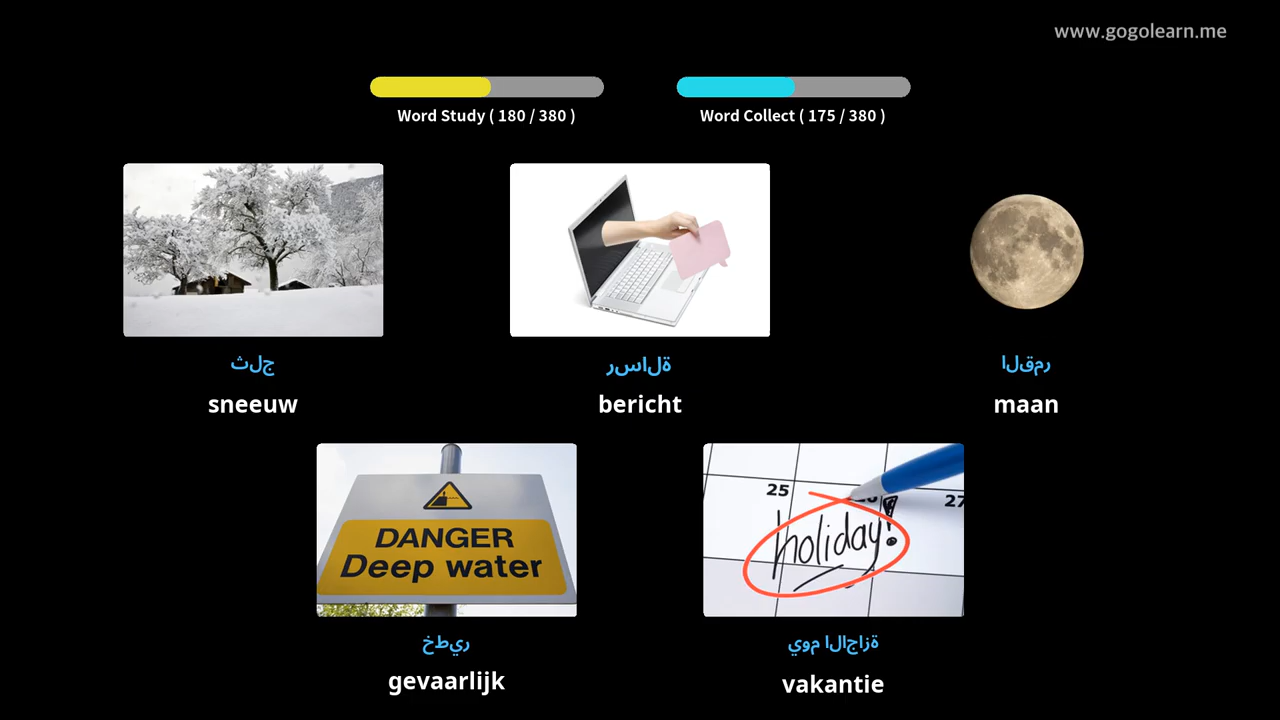 www.gogolearn.me
Word Study ( 180 / 380 )
Word Collect ( 175 / 380 )
ثلج
sneeuw
رسالة
bericht
القمر
maan
DANGER
Deep water
خطير
gevaarlijk
25
27
holiday!
يوم الاجازة
vakantie